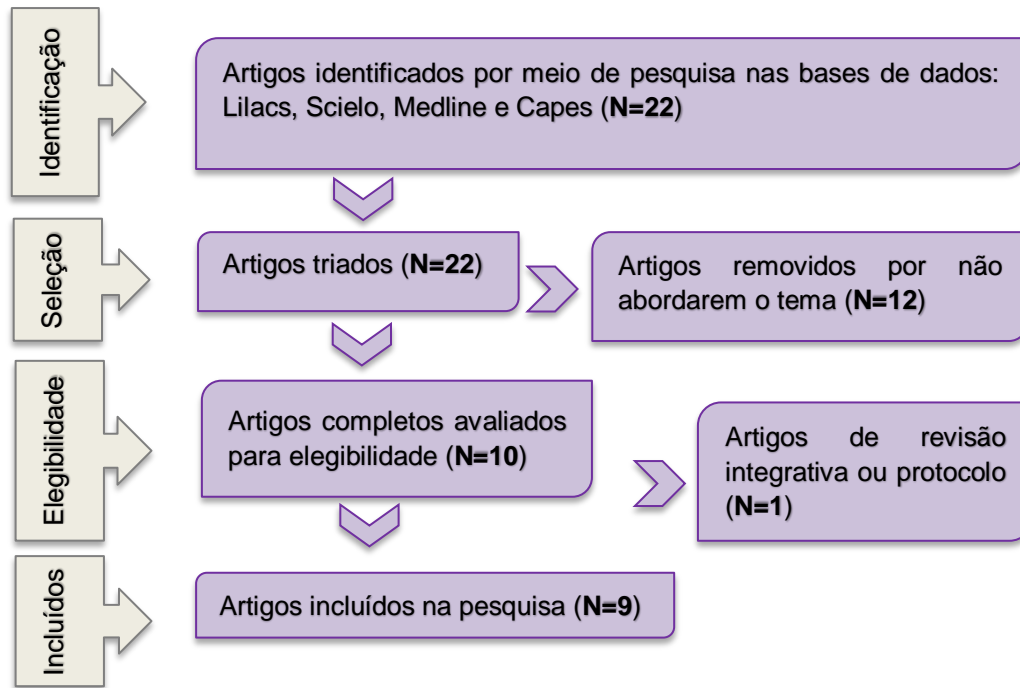 Identificação
Artigos identificados por meio de pesquisa nas bases de dados:
Lilacs, Scielo, Medline e Capes (N=22)
Seleção
Artigos triados (N=22)
Artigos removidos por não
abordarem o tema (N=12)
Elegibilidade
Artigos completos avaliados
para elegibilidade (N=10)
Artigos de revisão
integrativa ou protocolo
(N=1)
Incluídos
Artigos incluídos na pesquisa (N=9)